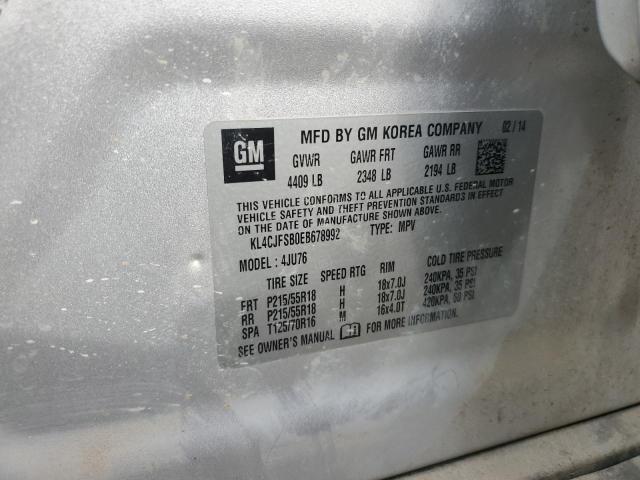 GM MFD BY GM KOREA COMPANY 02 / 14
GVWR GAWR FRT GAWR RR
4409 LB 2348 LB 2194 LB
THIS VEHICLE CONFORMS TO ALL APPLICABLE U.S. FEDERAL MOTOR
VEHICLE SAFETY AND THEFT PREVENTION STANDARDS IN EFFECT
ON THE DATE OF MANUFACTURE SHOWN ABOVE.
KL4CJFSB0EB678992 TYPE: MPV
MODEL: 4JU76
TIRE SIZE SPEED RTG RIM COLD TIRE PRESSURE
FRT P215/55R18 H 18x7.0J 240KPA, 35 PSI
RR P215/55R18 H 18x7.0J 240KPA, 35 PSI
SPA T125/70R16 M 16x4.0T 420KPA, 60 PSI
SEE OWNER'S MANUAL FOR MORE INFORMATION.